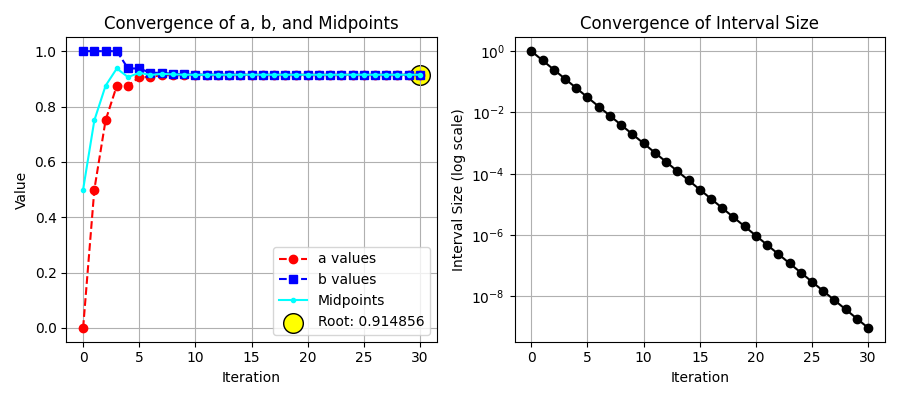 Convergence of a, b, and Midpoints
Value
1.0
0.8
0.6
0.4
0.2
0.0
0 5 10 15 20 25 30
Iteration
a values
b values
Midpoints
Root: 0.914856
Convergence of Interval Size
Interval Size (log scale)
10⁰
10⁻²
10⁻⁴
10⁻⁶
10⁻⁸
0 5 10 15 20 25 30
Iteration